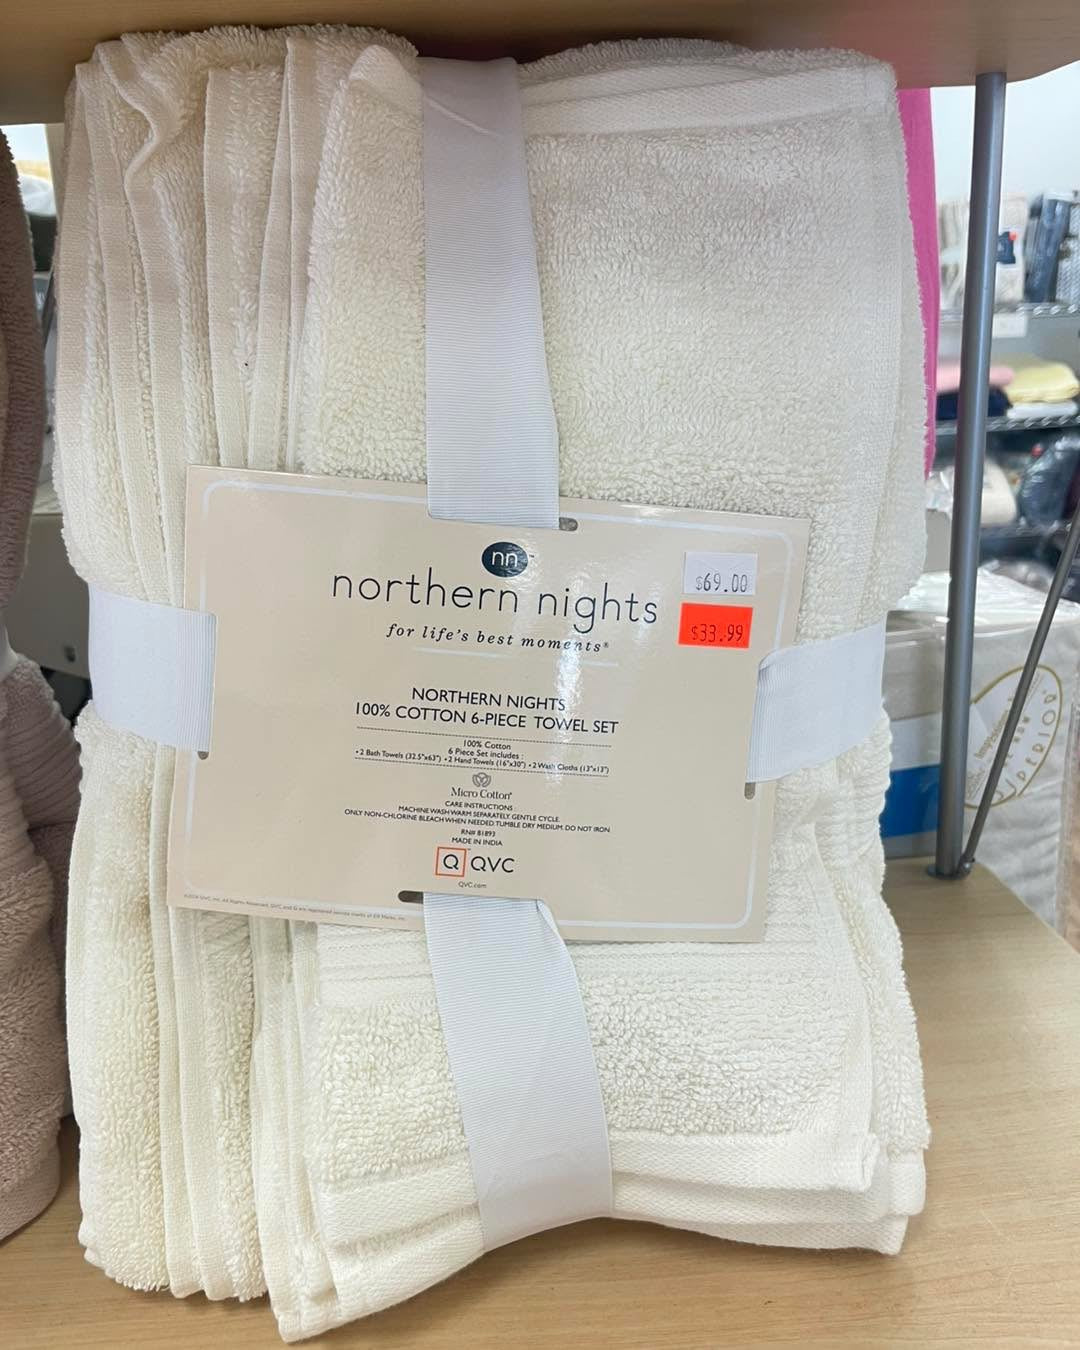 nn™
northern nights
for life's best moments®
$69.00
$33.99
NORTHERN NIGHTS
100% COTTON 6-PIECE TOWEL SET
100% Cotton
6 Piece Set includes :
• 2 Bath Towels (32.5"x63") • 2 Hand Towels (16"x30") • 2 Wash Cloths (13"x13")
Micro Cotton®
CARE INSTRUCTIONS :
MACHINE WASH WARM SEPARATELY. GENTLE CYCLE.
ONLY NON-CHLORINE BLEACH WHEN NEEDED. TUMBLE DRY MEDIUM. DO NOT IRON
RN# 81893
MADE IN INDIA
Q QVC
QVC.com